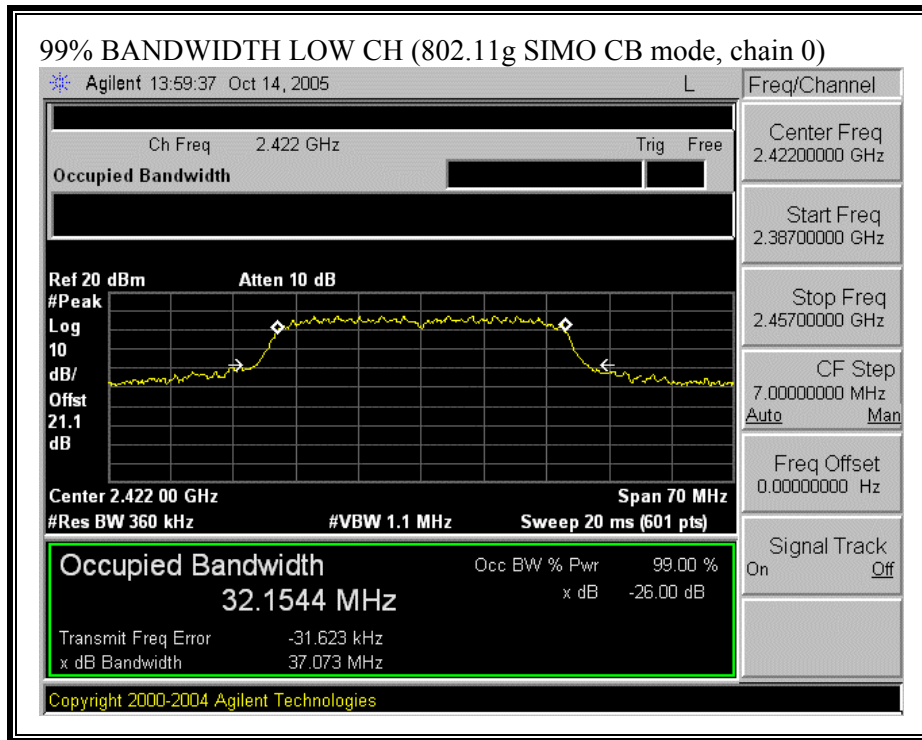 99% BANDWIDTH LOW CH (802.11g SIMO CB mode, chain 0)
Agilent 13:59:37 Oct 14, 2005 L
Freq/Channel
Ch Freq 2.422 GHz Trig Free
Occupied Bandwidth
Center Freq
2.42200000 GHz
Start Freq
2.38700000 GHz
Stop Freq
2.45700000 GHz
CF Step
7.00000000 MHz
Auto Man
Freq Offset
0.00000000 Hz
Signal Track
On Off
Ref 20 dBm Atten 10 dB
#Peak
Log
10
dB/
Offst
21.1
dB
Center 2.422 00 GHz Span 70 MHz
#Res BW 360 kHz #VBW 1.1 MHz Sweep 20 ms (601 pts)
Occupied Bandwidth
32.1544 MHz
Occ BW % Pwr 99.00 %
x dB -26.00 dB
Transmit Freq Error -31.623 kHz
x dB Bandwidth 37.073 MHz
Copyright 2000-2004 Agilent Technologies